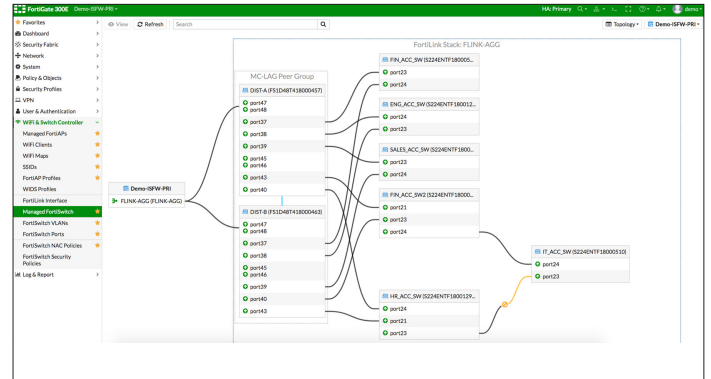 FortiGate 300E Demo-ISFW-PRI
HA: Primary demo
Favorites
Dashboard
Security Fabric
Network
System
Policy & Objects
Security Profiles
VPN
User & Authentication
WiFi & Switch Controller
Managed FortiAPs
WiFi Clients
WiFi Maps
SSIDs
FortiAP Profiles
WIDS Profiles
FortiLink Interface
Managed FortiSwitch
FortiSwitch VLANs
FortiSwitch Ports
FortiSwitch NAC Policies
FortiSwitch Security
Policies
Log & Report
View Refresh Search
Topology Demo-ISFW-PRI
Demo-ISFW-PRI
FLINK-AGG (FLINK-AGG)
FortiLink Stack: FLINK-AGG
MC-LAG Peer Group
DIST-A (FS1D48T418000457)
port47
port48
port37
port38
port39
port45
port46
port43
port40
DIST-B (FS1D48T418000463)
port47
port48
port37
port38
port45
port46
port39
port40
port43
FIN_ACC_SW (S224ENTF180005...
port23
port24
ENG_ACC_SW (S224ENTF180012...
port24
port23
SALES_ACC_SW (S224ENTF1800...
port23
port24
FIN_ACC_SW2 (S224ENTF18000...
port21
port23
port24
HR_ACC_SW (S224ENTF1800129...
port24
port21
port23
IT_ACC_SW (S224ENTF18000510)
port24
port23